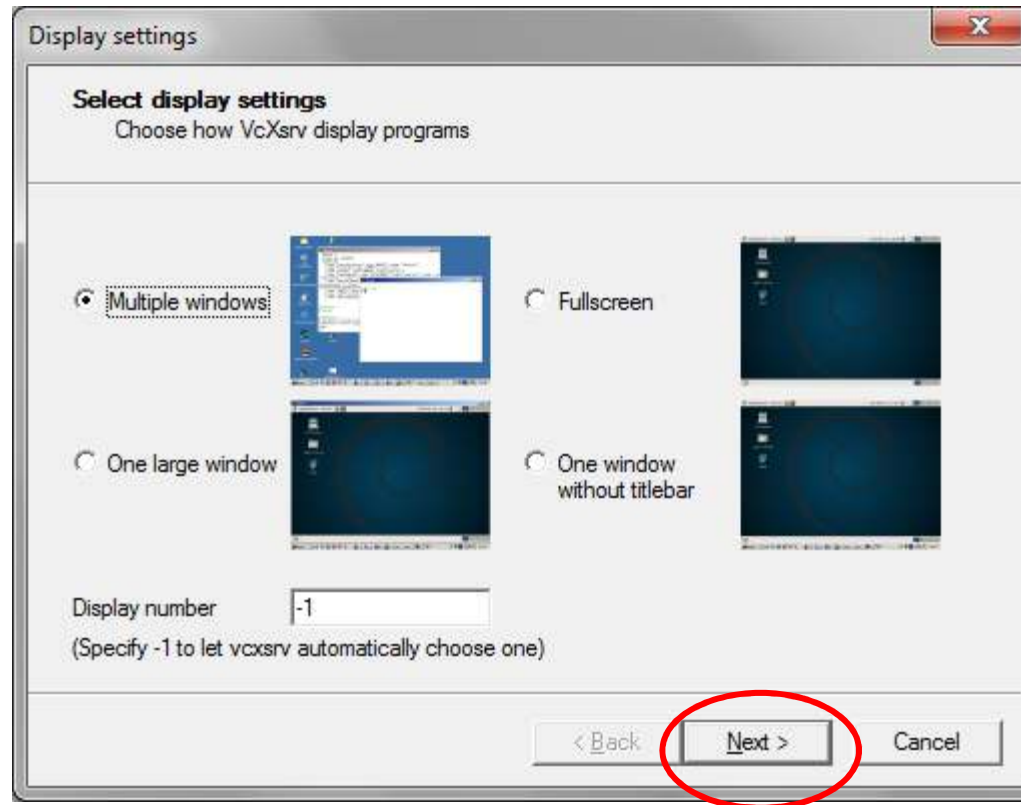 Display settings
Select display settings
Choose how VcXsrv display programs
Multiple windows
Fullscreen
One large window
One window
without titlebar
Display number
-1
(Specify -1 to let vcxsrv automatically choose one)
< Back
Next >
Cancel